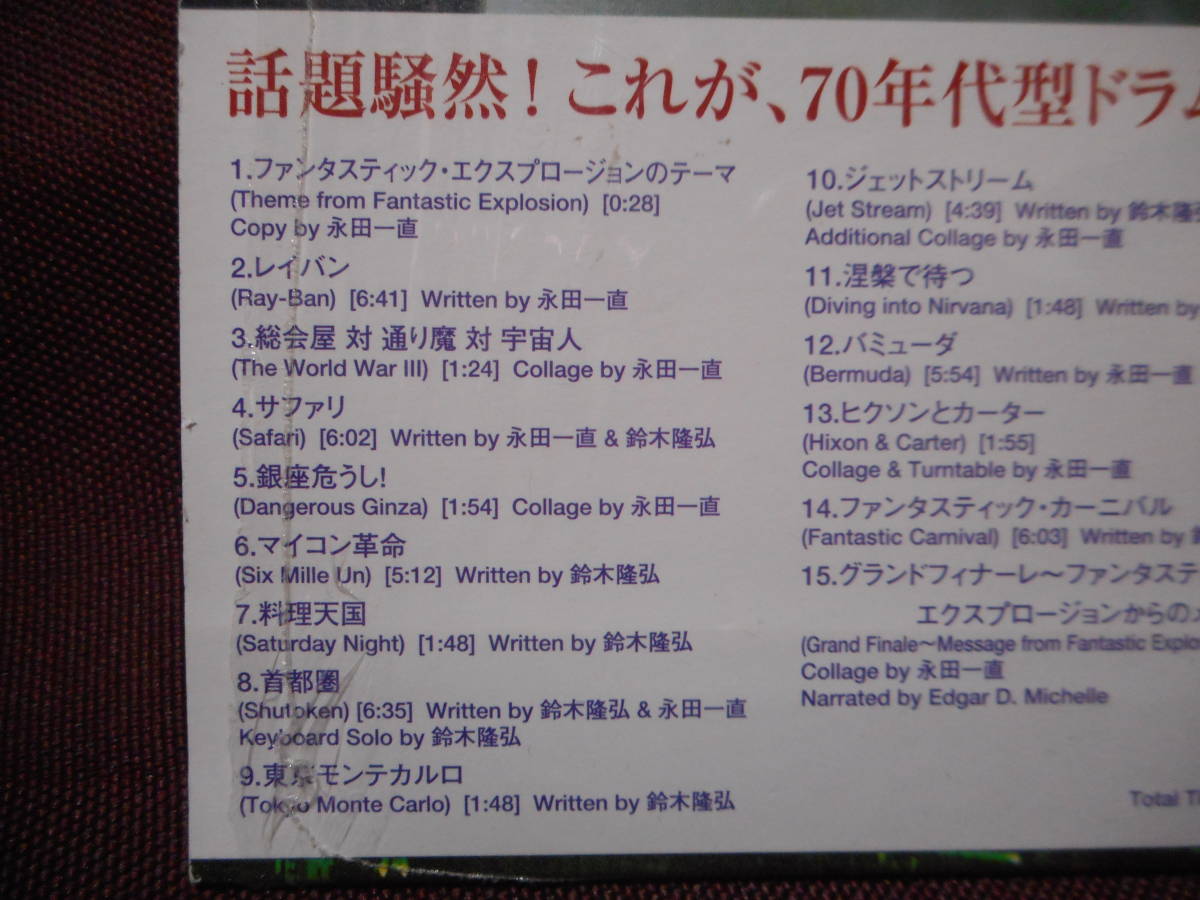 話題騒然！これが、70年代型ドラム
1.ファンタスティック・エクスプロージョンのテーマ
(Theme from Fantastic Explosion) [0:28]
Copy by 永田一直
2.レイバン
(Ray-Ban) [6:41] Written by 永田一直
3.総会屋 対 通り魔 対 宇宙人
(The World War III) [1:24] Collage by 永田一直
4.サファリ
(Safari) [6:02] Written by 永田一直 & 鈴木隆弘
5.銀座危うし!
(Dangerous Ginza) [1:54] Collage by 永田一直
6.マイコン革命
(Six Mille Un) [5:12] Written by 鈴木隆弘
7.料理天国
(Saturday Night) [1:48] Written by 鈴木隆弘
8.首都圏
(Shutoken) [6:35] Written by 鈴木隆弘 & 永田一直
Keyboard Solo by 鈴木隆弘
9.東京モンテカルロ
(Tokyo Monte Carlo) [1:48] Written by 鈴木隆弘
10.ジェットストリーム
(Jet Stream) [4:39] Written by 鈴木隆弘
Additional Collage by 永田一直
11.涅槃で待つ
(Diving into Nirvana) [1:48] Written by
12.バミューダ
(Bermuda) [5:54] Written by 永田一直
13.ヒクソンとカーター
(Hixon & Carter) [1:55]
Collage & Turntable by 永田一直
14.ファンタスティック・カーニバル
(Fantastic Carnival) [6:03] Written by
15.グランドフィナーレ〜ファンタステ
エクスプロージョンからの
(Grand Finale〜Message from Fantastic Explo
Collage by 永田一直
Narrated by Edgar D. Michelle
Total